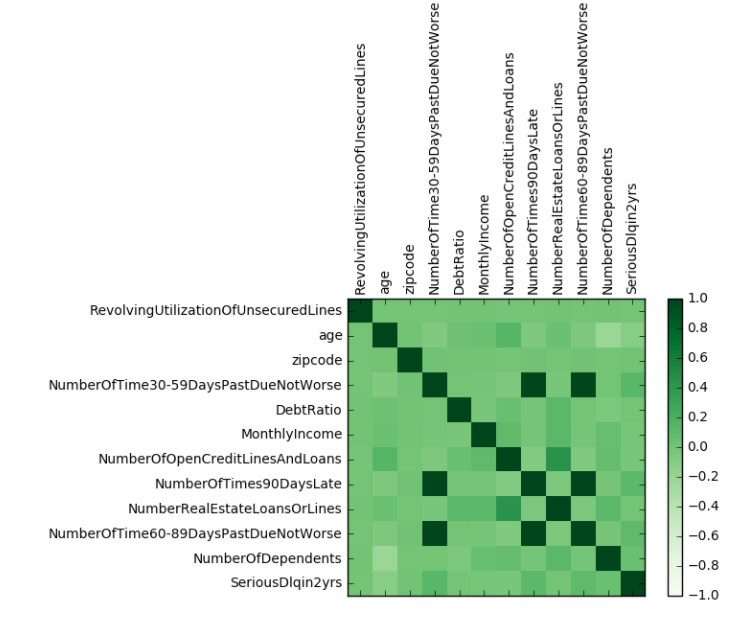 RevolvingUtilizationOfUnsecuredLines
age
zipcode
NumberOfTime30-59DaysPastDueNotWorse
DebtRatio
MonthlyIncome
NumberOfOpenCreditLinesAndLoans
NumberOfTimes90DaysLate
NumberRealEstateLoansOrLines
NumberOfTime60-89DaysPastDueNotWorse
NumberOfDependents
SeriousDlqin2yrs
RevolvingUtilizationOfUnsecuredLines
age
zipcode
NumberOfTime30-59DaysPastDueNotWorse
DebtRatio
MonthlyIncome
NumberOfOpenCreditLinesAndLoans
NumberOfTimes90DaysLate
NumberRealEstateLoansOrLines
NumberOfTime60-89DaysPastDueNotWorse
NumberOfDependents
SeriousDlqin2yrs
1.0
0.8
0.6
0.4
0.2
0.0
−0.2
−0.4
−0.6
−0.8
−1.0